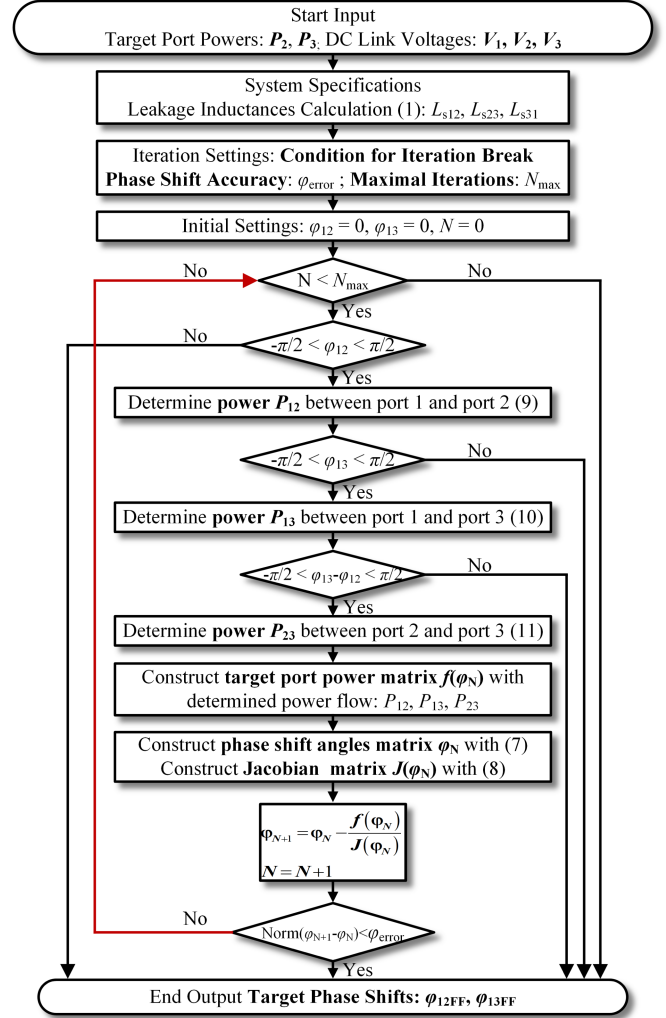 Start Input
Target Port Powers: P2, P3; DC Link Voltages: V1, V2, V3
System Specifications
Leakage Inductances Calculation (1): Ls12, Ls23, Ls31
Iteration Settings: Condition for Iteration Break
Phase Shift Accuracy: φerror ; Maximal Iterations: Nmax
Initial Settings: φ12 = 0, φ13 = 0, N = 0
No
N < Nmax
No
Yes
No
-π/2 < φ12 < π/2
Yes
Determine power P12 between port 1 and port 2 (9)
-π/2 < φ13 < π/2
No
Yes
Determine power P13 between port 1 and port 3 (10)
-π/2 < φ13-φ12 < π/2
No
Yes
Determine power P23 between port 2 and port 3 (11)
Construct target port power matrix f(φN) with
determined power flow: P12, P13, P23
Construct phase shift angles matrix φN with (7)
Construct Jacobian matrix J(φN) with (8)
φN+1 = φN − f(φN) / J(φN)
N = N+1
No
Norm(φN+1-φN)<φerror
Yes
End Output Target Phase Shifts: φ12FF, φ13FF